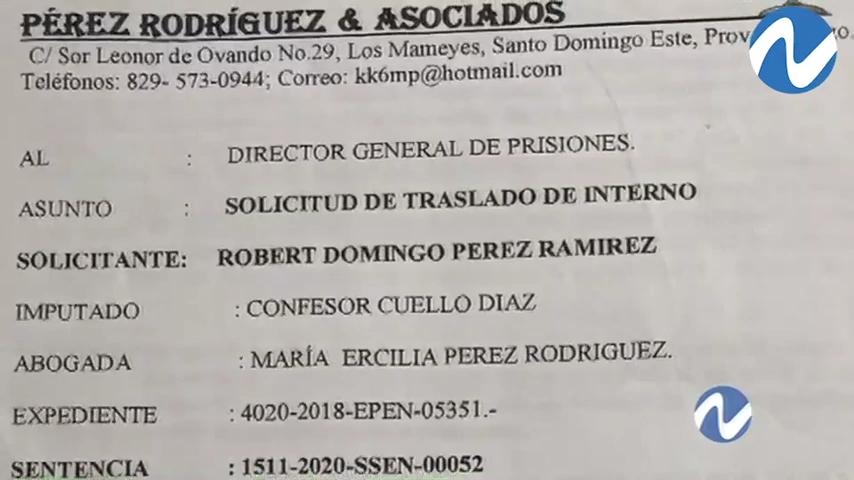 PÉREZ RODRÍGUEZ & ASOCIADOS
C/ Sor Leonor de Ovando No.29, Los Mameyes, Santo Domingo Este,
Teléfonos: 829- 573-0944; Correo: kk6mp@hotmail.com
AL : DIRECTOR GENERAL DE PRISIONES.
ASUNTO : SOLICITUD DE TRASLADO DE INTERNO
SOLICITANTE: ROBERT DOMINGO PEREZ RAMIREZ
IMPUTADO : CONFESOR CUELLO DIAZ
ABOGADA : MARÍA ERCILIA PEREZ RODRIGUEZ.
EXPEDIENTE : 4020-2018-EPEN-05351.-
SENTENCIA : 1511-2020-SSEN-00052